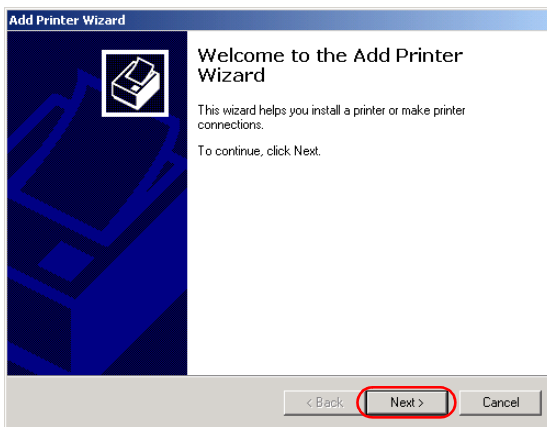 Add Printer Wizard
Welcome to the Add Printer
Wizard
This wizard helps you install a printer or make printer
connections.
To continue, click Next.
< Back
Next >
Cancel